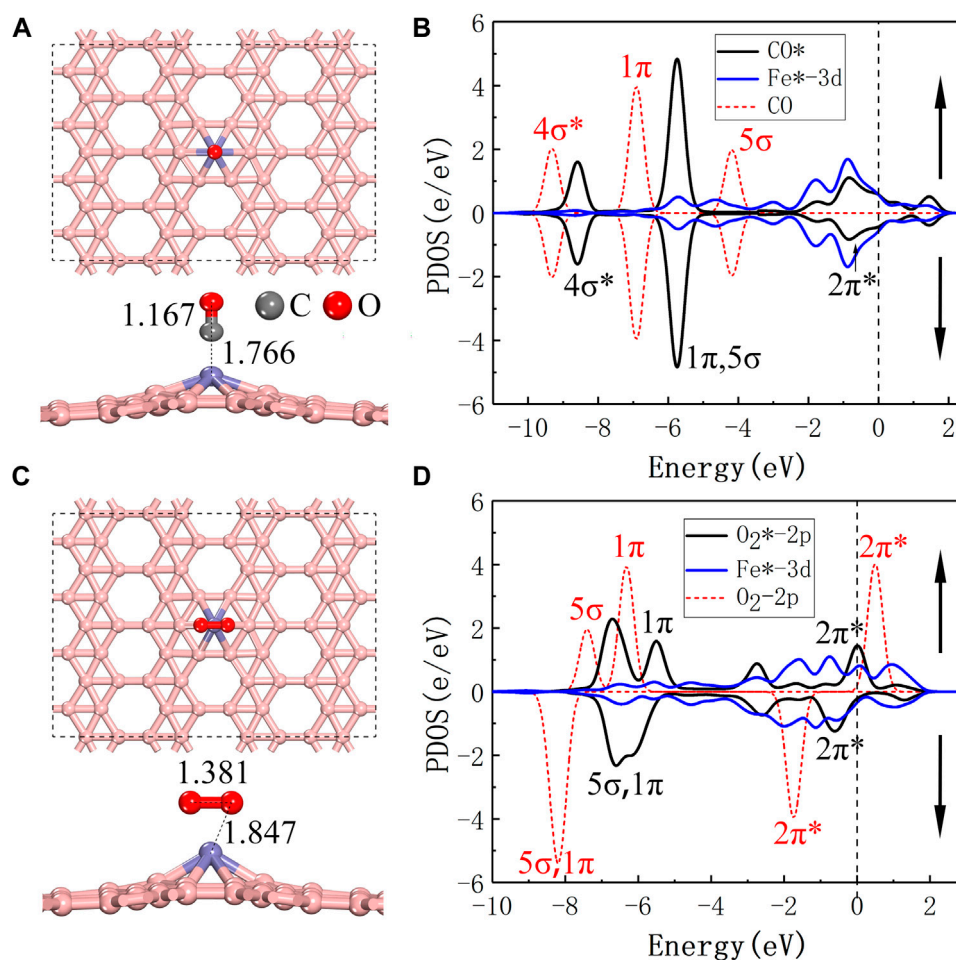 A
1.167
C
O
1.766
B
CO*
Fe*-3d
CO
1π
4σ*
5σ
4σ*
2π*
1π,5σ
PDOS(e/eV)
6
4
2
0
-2
-4
-6
-10
-8
-6
-4
-2
0
2
Energy(eV)
C
1.381
1.847
D
O₂*-2p
Fe*-3d
O₂-2p
1π
2π*
5σ
1π
2π*
2π*
5σ,1π
2π*
5σ,1π
PDOS(e/eV)
6
4
2
0
-2
-4
-6
-10
-8
-6
-4
-2
0
2
Energy(eV)